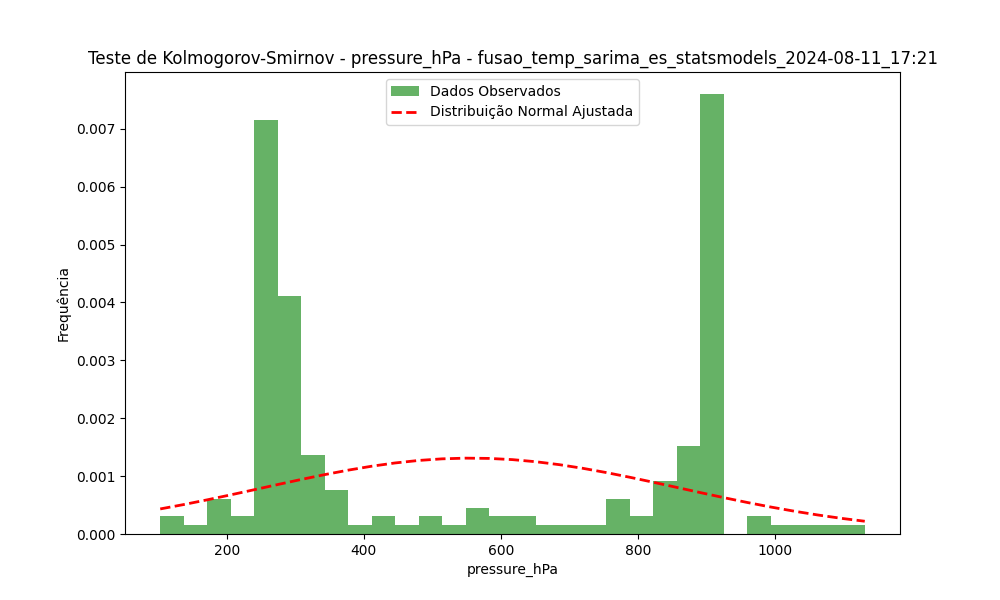 Teste de Kolmogorov-Smirnov - pressure_hPa - fusao_temp_sarima_es_statsmodels_2024-08-11_17:21
Dados Observados
Distribuição Normal Ajustada
Frequência
0.007
0.006
0.005
0.004
0.003
0.002
0.001
0.000
200
400
600
800
1000
pressure_hPa